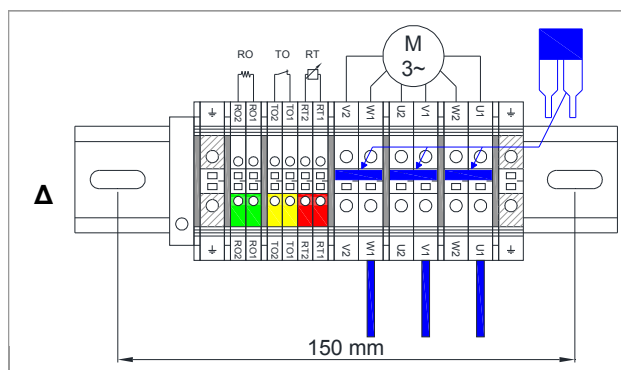 RO TO RT
M
3~
RO2 RO1 TO2 TO1 RT2 RT1 V2 W1 U2 V1 W2 U1
Δ
RO2 RO1 TO2 TO1 RT2 RT1 V2 W1 U2 V1 W2 U1
150 mm